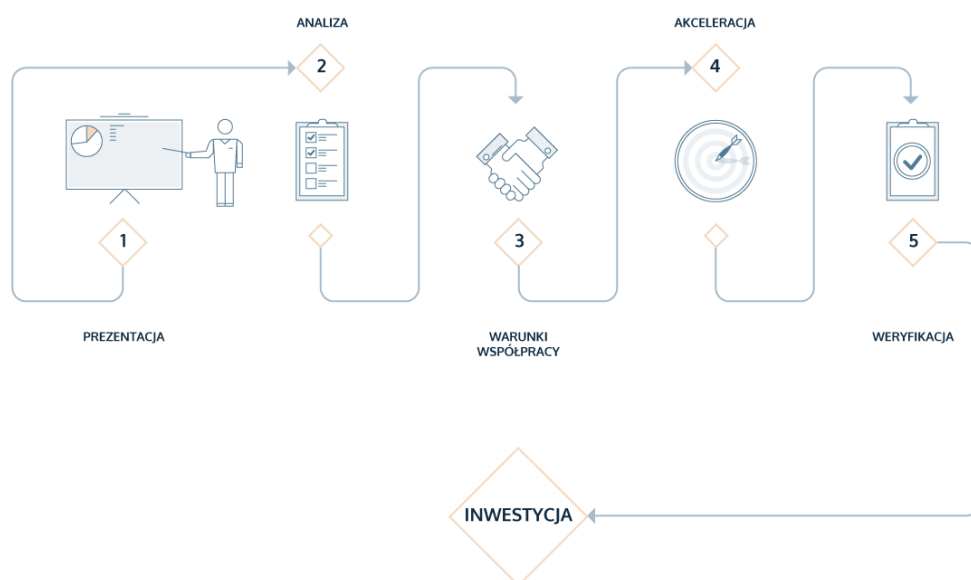 ANALIZA
AKCELERACJA
2
4
1
3
5
PREZENTACJA
WARUNKI
WSPÓŁPRACY
WERYFIKACJA
INWESTYCJA